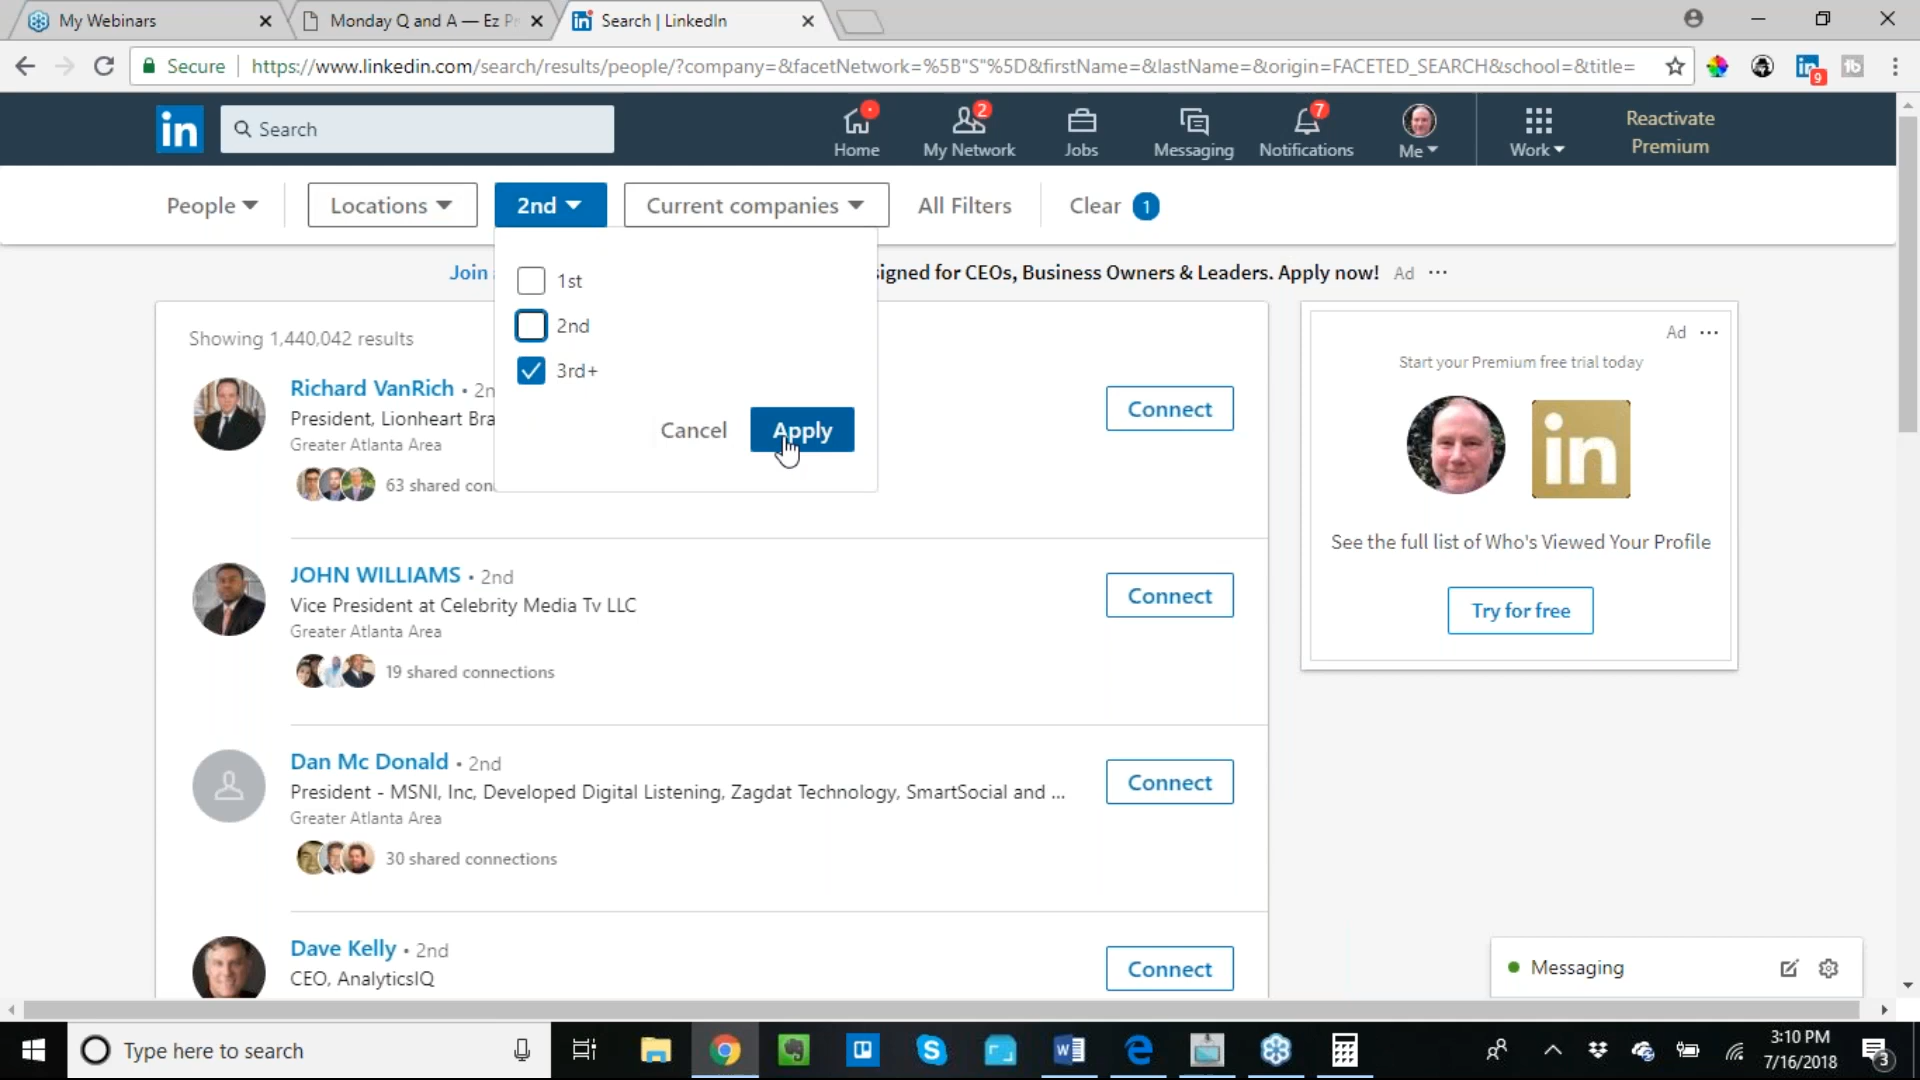 My Webinars
Monday Q and A — Ez P
Search | LinkedIn
Secure
https://www.linkedin.com/search/results/people/?company=&facetNetwork=%5B"S"%5D&firstName=&lastName=&origin=FACETED_SEARCH&school=&title=
9
in
Search
Home
2
My Network
Jobs
Messaging
7
Notifications
Me
Work
Reactivate
Premium
People
Locations
2nd
Current companies
All Filters
Clear
1
Join
signed for CEOs, Business Owners & Leaders. Apply now!
Ad
1st
2nd
3rd+
Cancel
Apply
Showing 1,440,042 results
Richard VanRich • 2n
President, Lionheart Bra
Greater Atlanta Area
63 shared con
Connect
JOHN WILLIAMS • 2nd
Vice President at Celebrity Media Tv LLC
Greater Atlanta Area
19 shared connections
Connect
Dan Mc Donald • 2nd
President - MSNI, Inc, Developed Digital Listening, Zagdat Technology, SmartSocial and ...
Greater Atlanta Area
30 shared connections
Connect
Dave Kelly • 2nd
CEO, AnalyticsIQ
Connect
Ad
Start your Premium free trial today
in
See the full list of Who's Viewed Your Profile
Try for free
Messaging
Type here to search
3:10 PM
7/16/2018
3